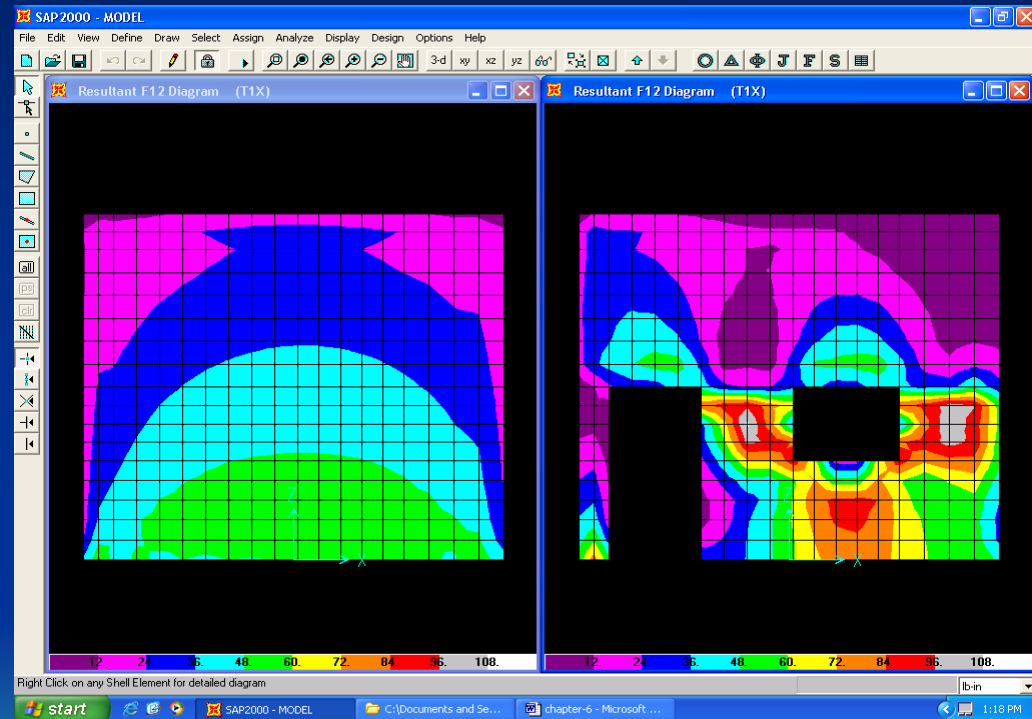 SAP2000 - MODEL
File Edit View Define Draw Select Assign Analyze Display Design Options Help
3-d xy xz yz J F S
Resultant F12 Diagram (T1X)
Resultant F12 Diagram (T1X)
all
ps
clr
Z
X
Z
X
12. 24. 36. 48. 60. 72. 84. 96. 108.
12. 24. 36. 48. 60. 72. 84. 96. 108.
Right Click on any Shell Element for detailed diagram
lb-in
start SAP2000 - MODEL C:\Documents and Se... chapter-6 - Microsoft ... 1:18 PM